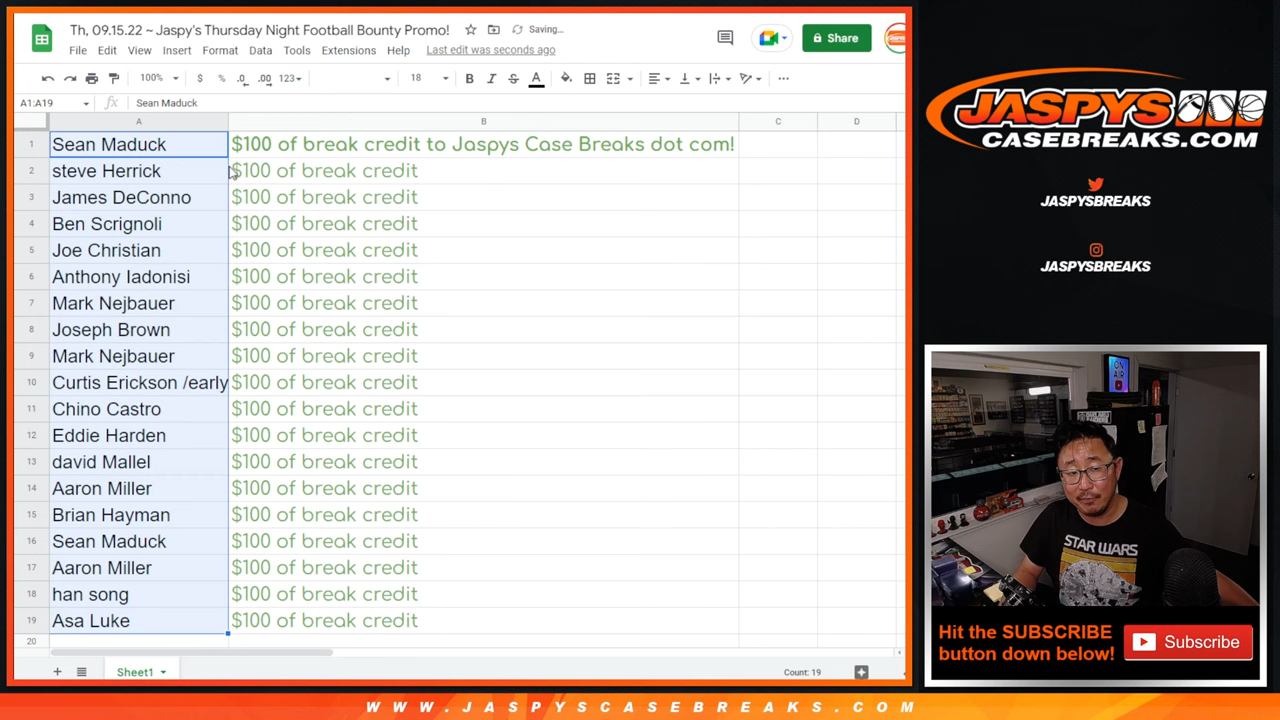 Th, 09.15.22 ~ Jaspy's Thursday Night Football Bounty Promo! Saving...
File Edit View Insert Format Data Tools Extensions Help Last edit was seconds ago
Share
100% $ % .0 .00 123 18 B I S A
A1:A19 fx Sean Maduck
A B C D
1 Sean Maduck $100 of break credit to Jaspys Case Breaks dot com!
2 steve Herrick $100 of break credit
3 James DeConno $100 of break credit
4 Ben Scrignoli $100 of break credit
5 Joe Christian $100 of break credit
6 Anthony Iadonisi $100 of break credit
7 Mark Nejbauer $100 of break credit
8 Joseph Brown $100 of break credit
9 Mark Nejbauer $100 of break credit
10 Curtis Erickson /early $100 of break credit
11 Chino Castro $100 of break credit
12 Eddie Harden $100 of break credit
13 david Mallel $100 of break credit
14 Aaron Miller $100 of break credit
15 Brian Hayman $100 of break credit
16 Sean Maduck $100 of break credit
17 Aaron Miller $100 of break credit
18 han song $100 of break credit
19 Asa Luke $100 of break credit
20
Sheet1 Count: 19
JASPYS
CASEBREAKS.COM
JASPYSBREAKS
JASPYSBREAKS
ON
AIR
STAR WARS
Hit the SUBSCRIBE
button down below!
Subscribe
WWW.JASPYSCASEBREAKS.COM